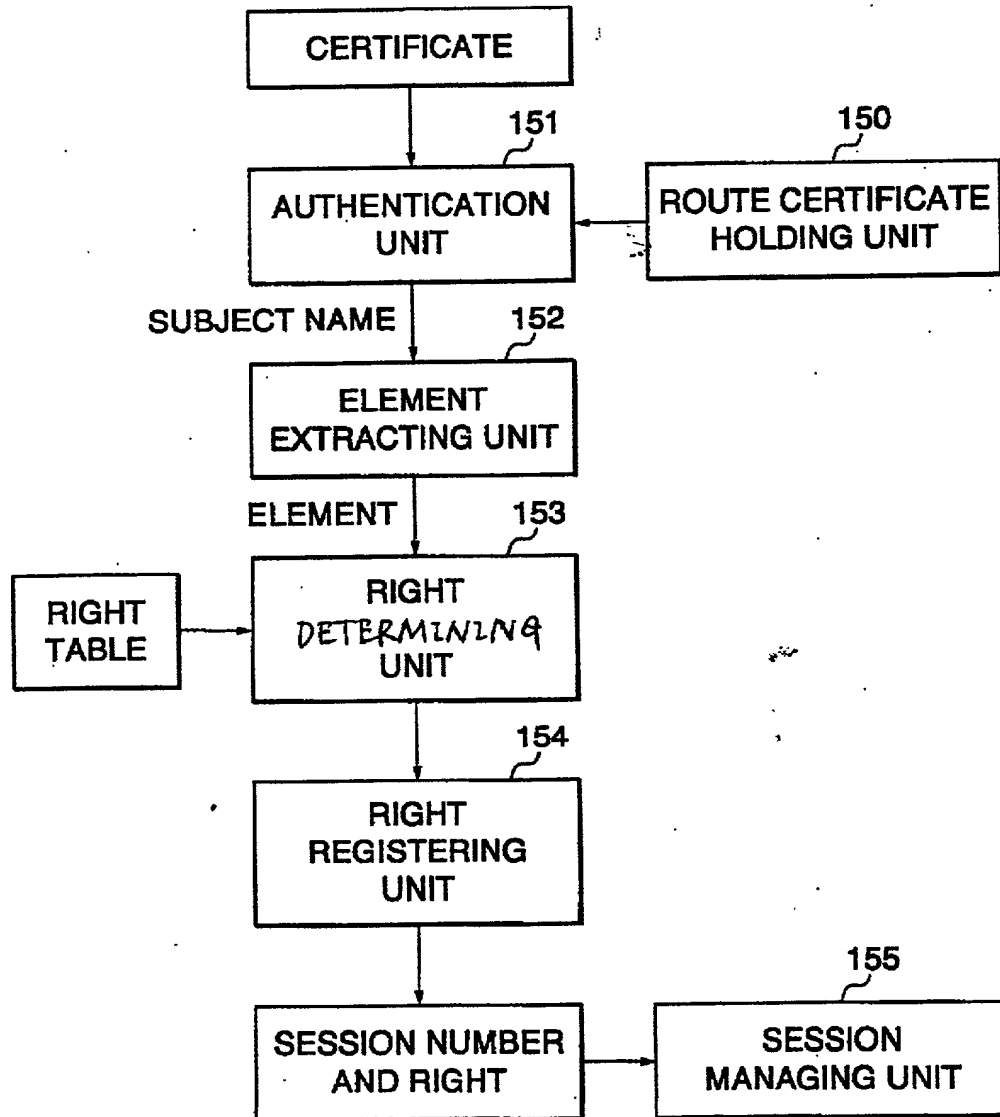 CERTIFICATE
151
150
AUTHENTICATION
UNIT
ROUTE CERTIFICATE
HOLDING UNIT
SUBJECT NAME
152
ELEMENT
EXTRACTING UNIT
ELEMENT
153
RIGHT
TABLE
RIGHT
DETERMINING
UNIT
154
RIGHT
REGISTERING
UNIT
155
SESSION NUMBER
AND RIGHT
SESSION
MANAGING UNIT